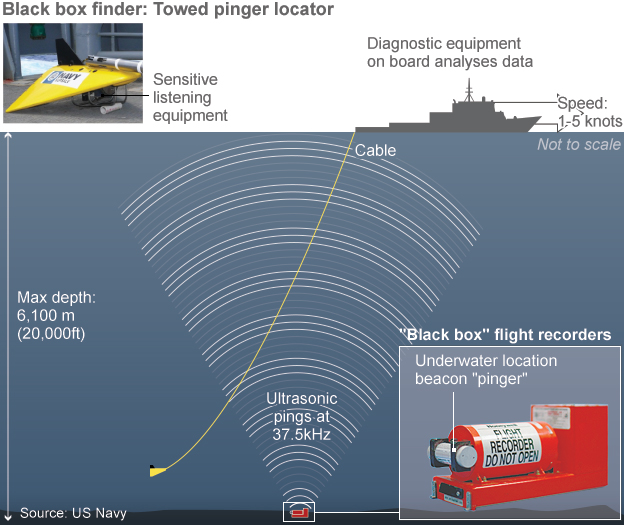 Black box finder: Towed pinger locator
NAVY
Sensitive
listening
equipment
Diagnostic equipment
on board analyses data
Speed:
1-5 knots
Not to scale
Cable
Max depth:
6,100 m
(20,000ft)
"Black box" flight recorders
Underwater location
beacon "pinger"
Ultrasonic
pings at
37.5kHz
FLIGHT
RECORDER
DO NOT OPEN
Source: US Navy